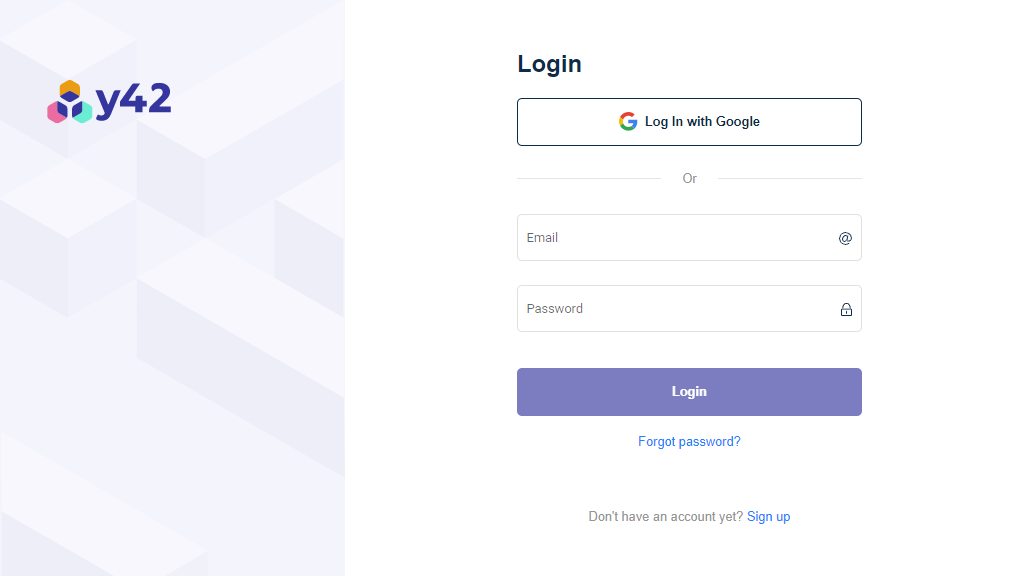 y42
Login
Log In with Google
Or
Email
@
Password
Login
Forgot password?
Don't have an account yet? Sign up